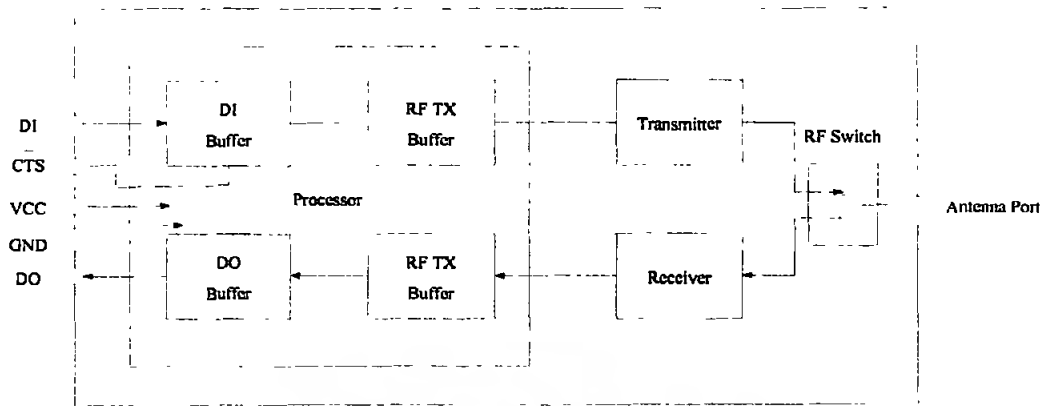 DI
Buffer
RF TX
Buffer
Transmitter
DI
RF Switch
C̅T̅S̅
Processor
VCC
Antenna Port
GND
DO
Buffer
RF TX
Buffer
Receiver
DO